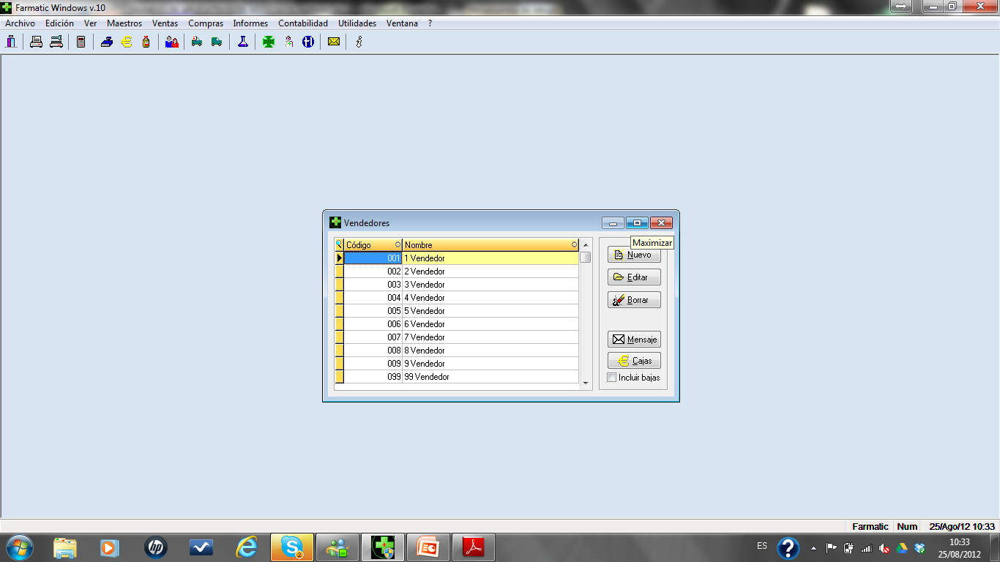 Farmatic Windows v.10
Archivo Edición Ver Maestros Ventas Compras Informes Contabilidad Utilidades Ventana ?
Vendedores
Maximizar
Código Nombre
001 1 Vendedor
002 2 Vendedor
003 3 Vendedor
004 4 Vendedor
005 5 Vendedor
006 6 Vendedor
007 7 Vendedor
008 8 Vendedor
009 9 Vendedor
099 99 Vendedor
Nuevo
Editar
Borrar
Mensaje
Cajas
Incluir bajas
Farmatic Num 25/Ago/12 10:33
hp
2
ES
10:33
25/08/2012